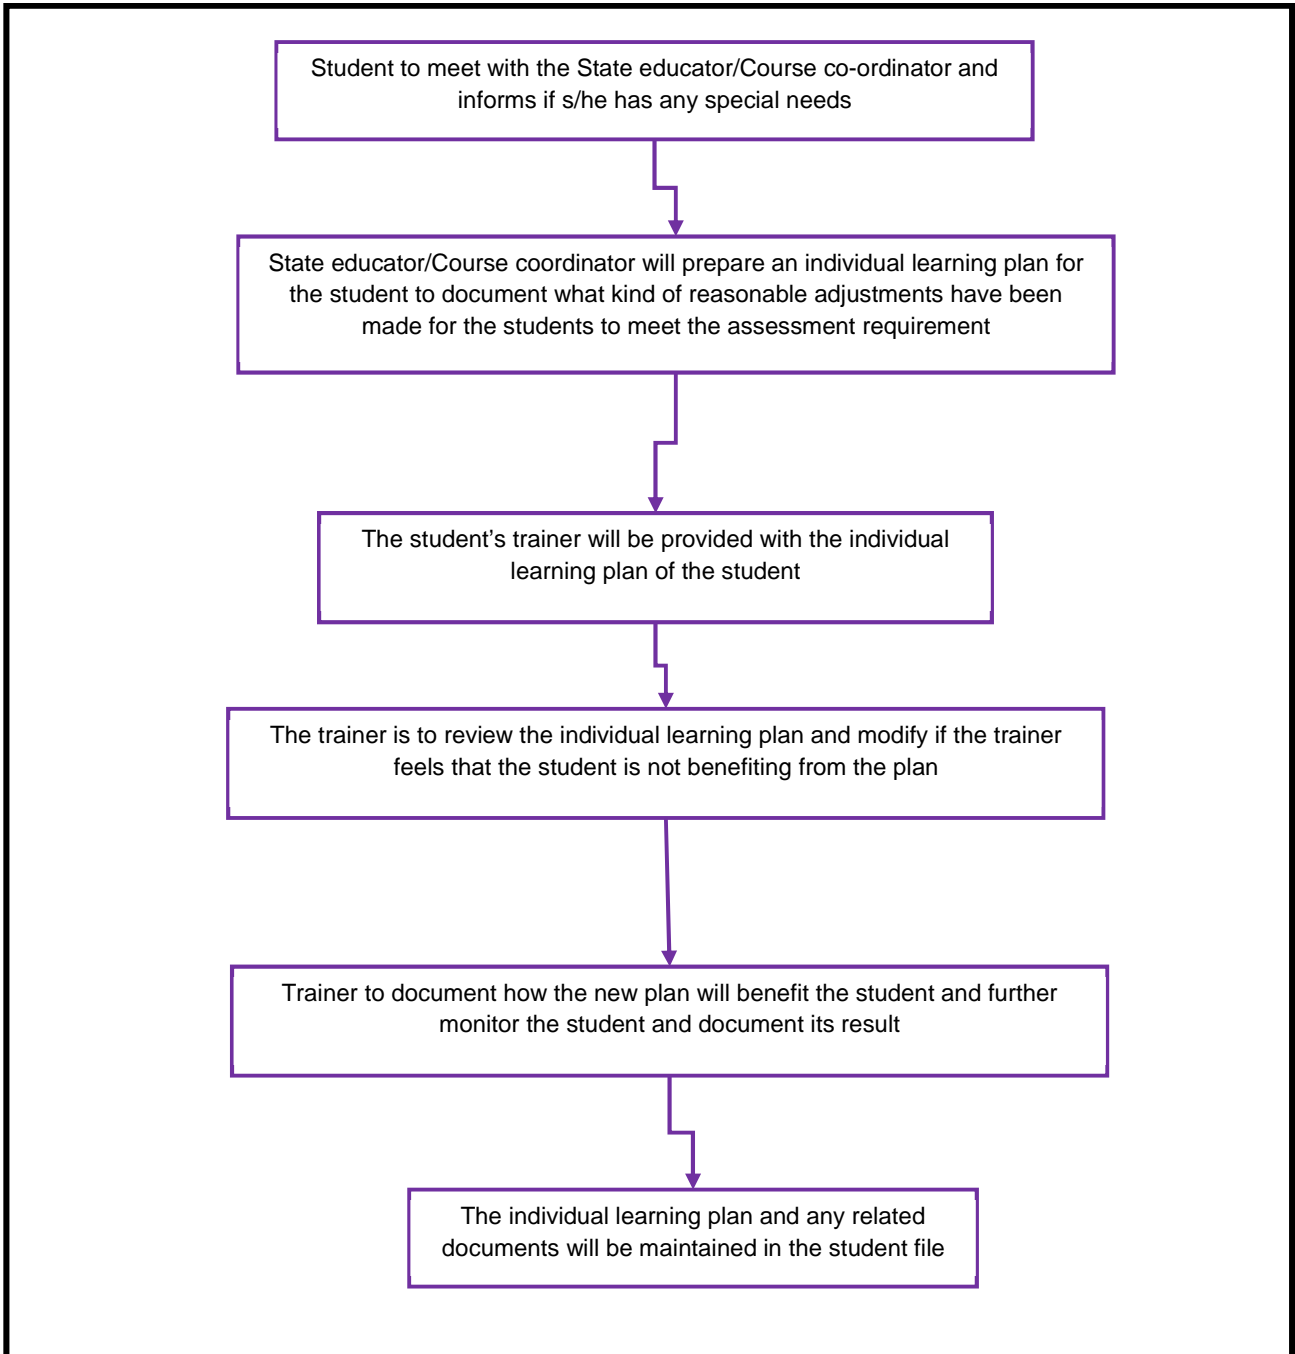 Student to meet with the State educator/Course co-ordinator and
informs if s/he has any special needs
State educator/Course coordinator will prepare an individual learning plan for
the student to document what kind of reasonable adjustments have been
made for the students to meet the assessment requirement
The student’s trainer will be provided with the individual
learning plan of the student
The trainer is to review the individual learning plan and modify if the trainer
feels that the student is not benefiting from the plan
Trainer to document how the new plan will benefit the student and further
monitor the student and document its result
The individual learning plan and any related
documents will be maintained in the student file